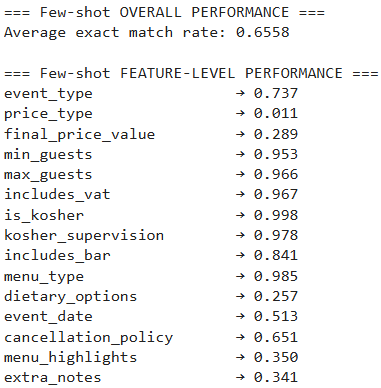 === Few-shot OVERALL PERFORMANCE ===
Average exact match rate: 0.6558

=== Few-shot FEATURE-LEVEL PERFORMANCE ===
event_type → 0.737
price_type → 0.011
final_price_value → 0.289
min_guests → 0.953
max_guests → 0.966
includes_vat → 0.967
is_kosher → 0.998
kosher_supervision → 0.978
includes_bar → 0.841
menu_type → 0.985
dietary_options → 0.257
event_date → 0.513
cancellation_policy → 0.651
menu_highlights → 0.350
extra_notes → 0.341